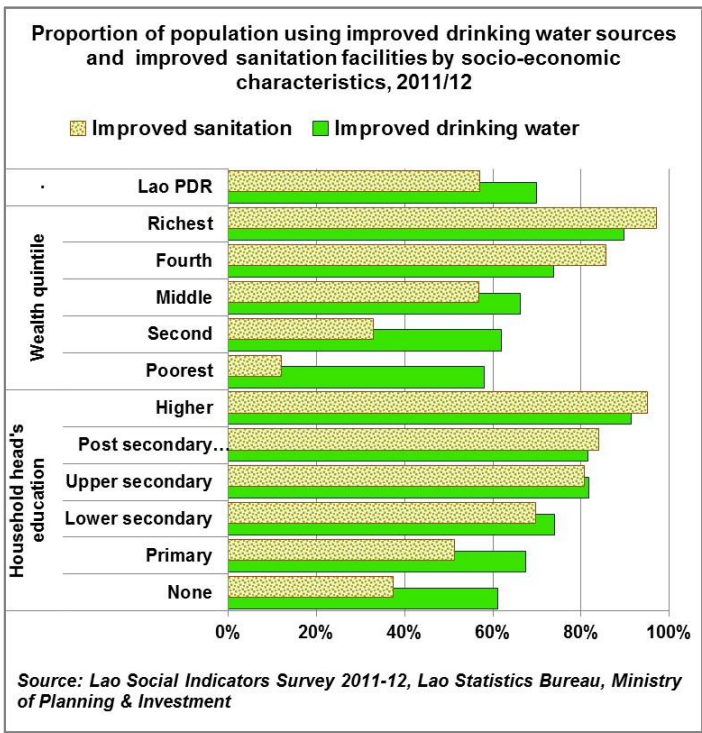 Proportion of population using improved drinking water sources
and improved sanitation facilities by socio-economic
characteristics, 2011/12
Improved sanitation
Improved drinking water
.
Lao PDR
Wealth quintile
Richest
Fourth
Middle
Second
Poorest
Household head's
education
Higher
Post secondary…
Upper secondary
Lower secondary
Primary
None
0% 20% 40% 60% 80% 100%
Source: Lao Social Indicators Survey 2011-12, Lao Statistics Bureau, Ministry
of Planning & Investment